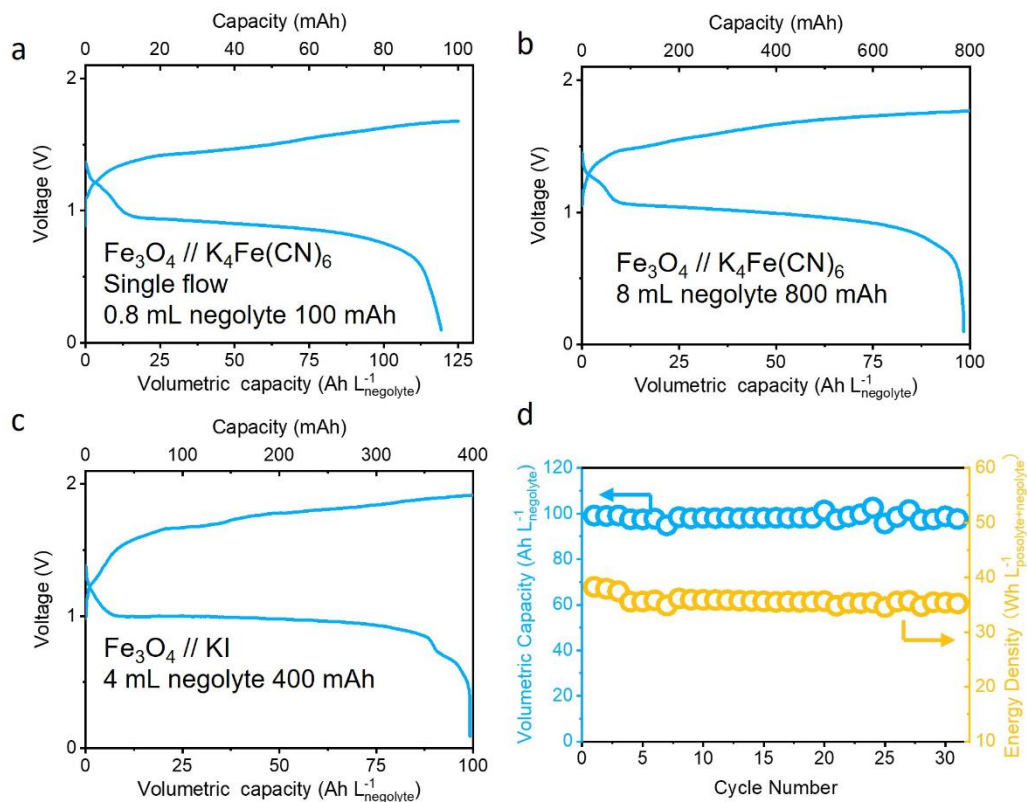 a
Capacity (mAh)
0 20 40 60 80 100
Voltage (V)
2
1
0
Fe₃O₄ // K₄Fe(CN)₆
Single flow
0.8 mL negolyte 100 mAh
0 25 50 75 100 125
Volumetric capacity (Ah L⁻¹negolyte)
b
Capacity (mAh)
0 200 400 600 800
Voltage (V)
2
1
0
Fe₃O₄ // K₄Fe(CN)₆
8 mL negolyte 800 mAh
0 25 50 75 100
Volumetric capacity (Ah L⁻¹negolyte)
c
Capacity (mAh)
0 100 200 300 400
Voltage (V)
2
1
0
Fe₃O₄ // KI
4 mL negolyte 400 mAh
0 25 50 75 100
Volumetric capacity (Ah L⁻¹negolyte)
d
Volumetric Capacity (Ah L⁻¹negolyte)
120
100
80
60
40
20
0
60
50
40
30
20
10
Energy Density (Wh L⁻¹posolyte+negolyte)
0 5 10 15 20 25 30
Cycle Number